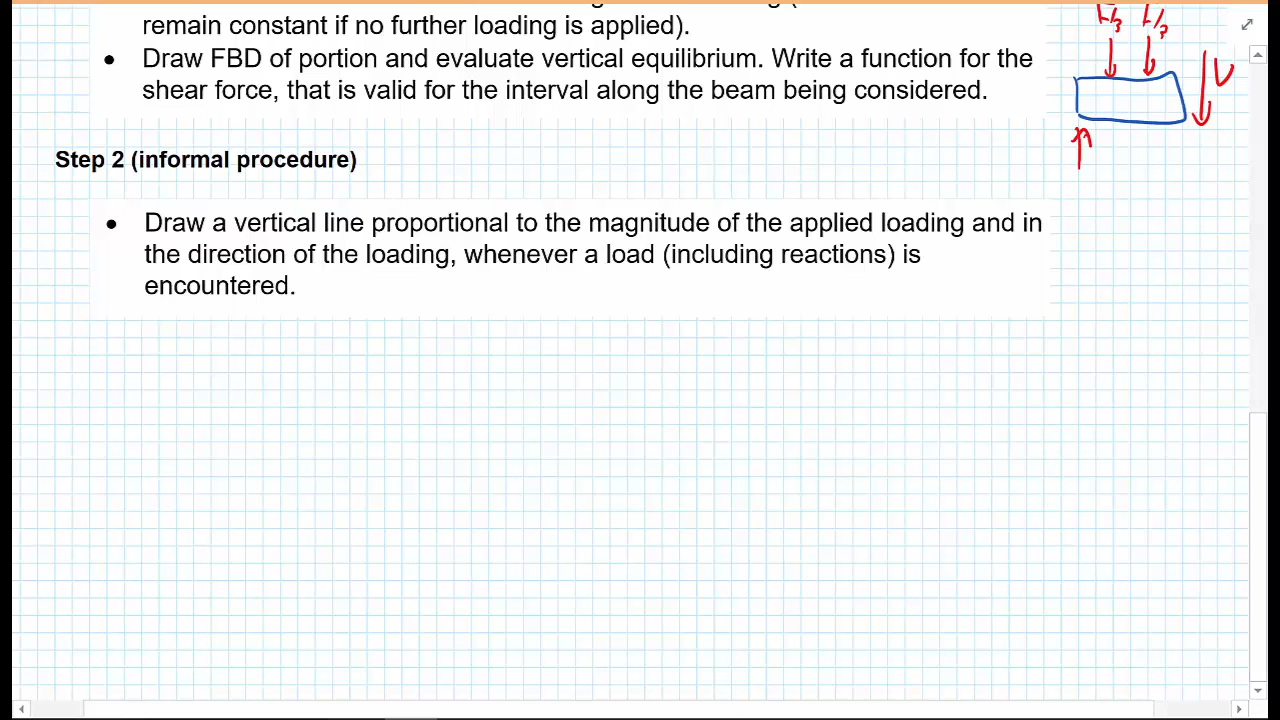 remain constant if no further loading is applied).
• Draw FBD of portion and evaluate vertical equilibrium. Write a function for the
shear force, that is valid for the interval along the beam being considered.
V
Step 2 (informal procedure)
• Draw a vertical line proportional to the magnitude of the applied loading and in
the direction of the loading, whenever a load (including reactions) is
encountered.